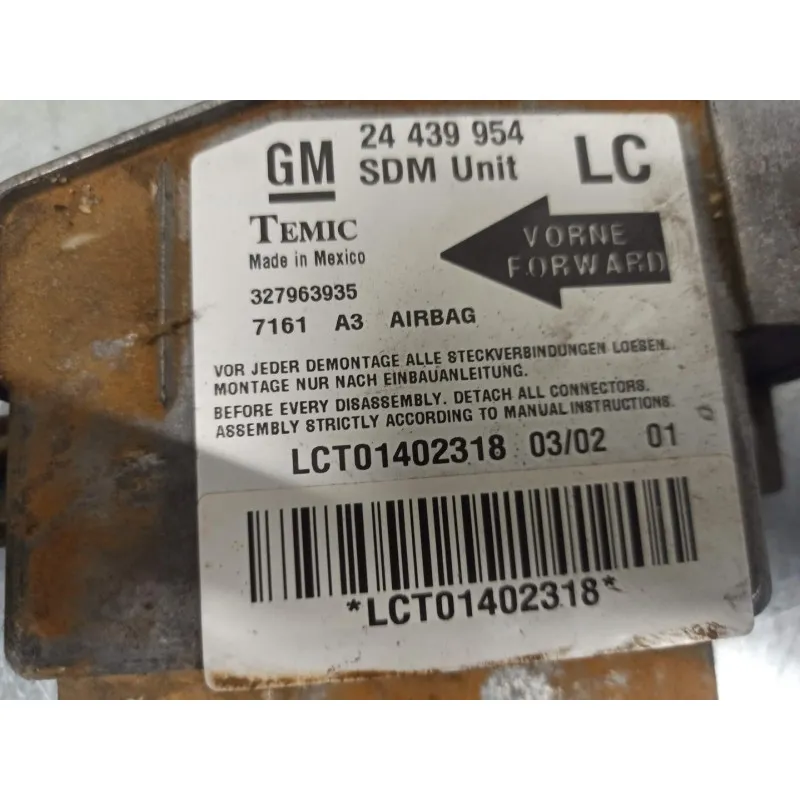 GM 24 439 954 LC
SDM Unit
TEMIC
Made in Mexico
VORNE
FORWARD
327963935
7161 A3 AIRBAG
VOR JEDER DEMONTAGE ALLE STECKVERBINDUNGEN LOESEN.
MONTAGE NUR NACH EINBAUANLEITUNG.
BEFORE EVERY DISASSEMBLY. DETACH ALL CONNECTORS.
ASSEMBLY STRICTLY ACCORDING TO MANUAL INSTRUCTIONS.
LCT01402318 03/02 01
*LCT01402318*